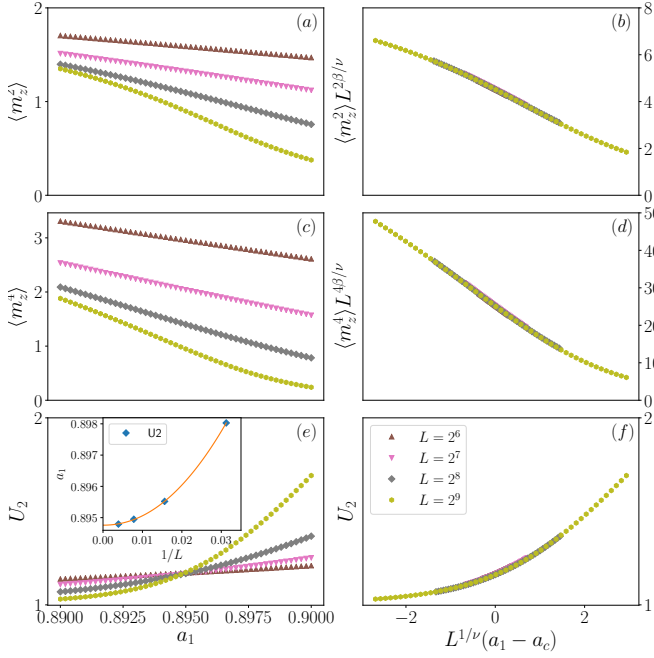 2
(a)
⟨m_z^2⟩
1
0
8
(b)
6
⟨m_z^2⟩L^{2β/ν}
4
2
0
3
(c)
2
⟨m_z^4⟩
1
0
50
(d)
40
30
⟨m_z^4⟩L^{4β/ν}
20
10
0
2
(e)
U_2
1
0.898
0.897
0.896
0.895
a_1
U2
0.00 0.01 0.02 0.03
1/L
0.8900 0.8925 0.8950 0.8975 0.9000
a_1
2
(f)
L = 2^6
L = 2^7
L = 2^8
L = 2^9
U_2
1
−2 0 2
L^{1/ν}(a_1 − a_c)